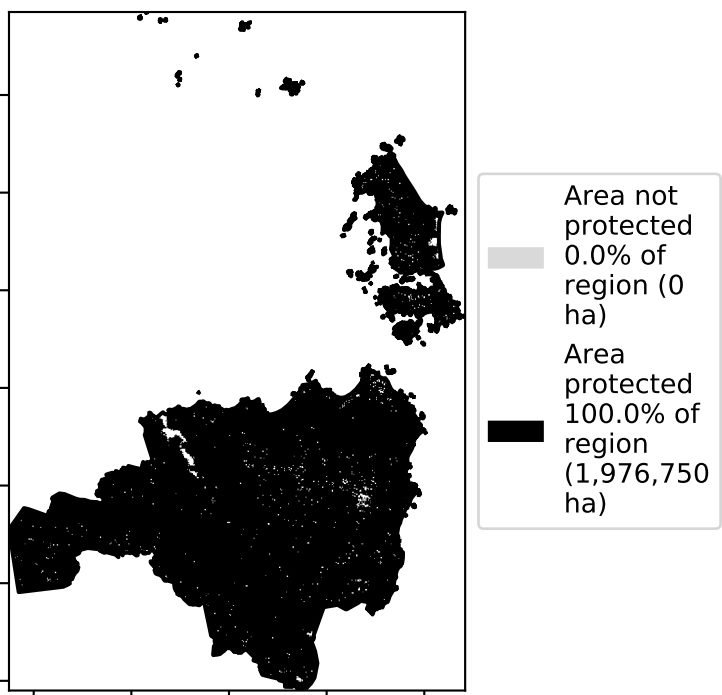 Area not
protected
0.0% of
region (0
ha)
Area
protected
100.0% of
region
(1,976,750
ha)